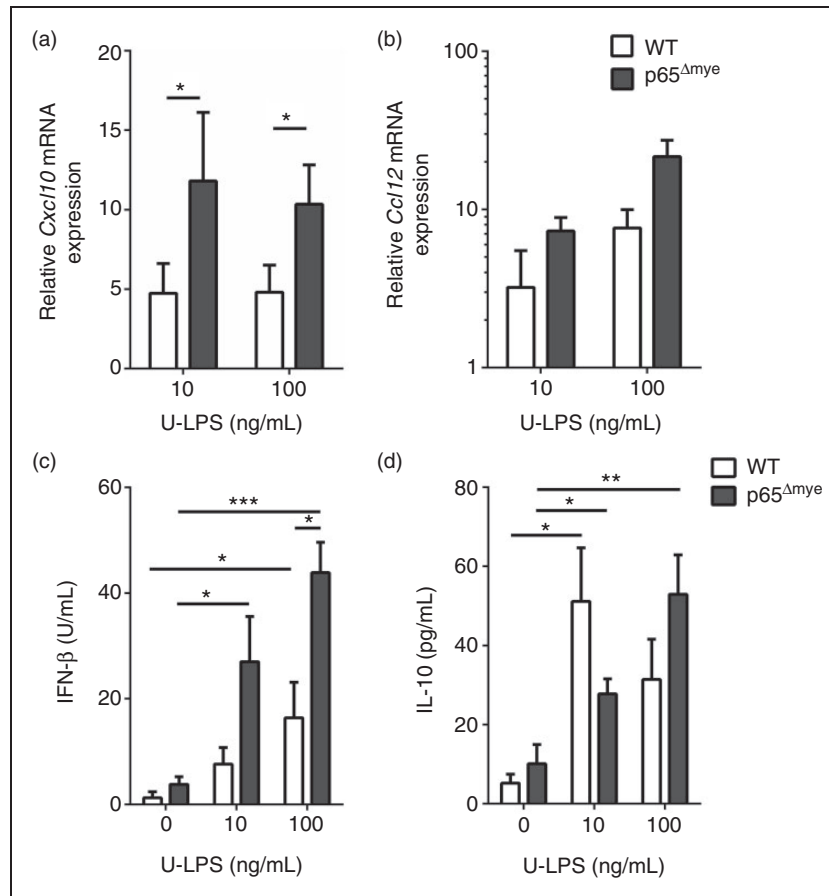 (a)
20
15
10
5
0
Relative Cxcl10 mRNA
expression
*
*
10
100
U-LPS (ng/mL)
(b)
100
10
1
Relative Ccl12 mRNA
expression
10
100
U-LPS (ng/mL)
WT
p65Δmye
(c)
60
40
20
0
IFN-β (U/mL)
***
*
*
*
0
10
100
U-LPS (ng/mL)
(d)
80
60
40
20
0
IL-10 (pg/mL)
**
*
*
0
10
100
U-LPS (ng/mL)
WT
p65Δmye